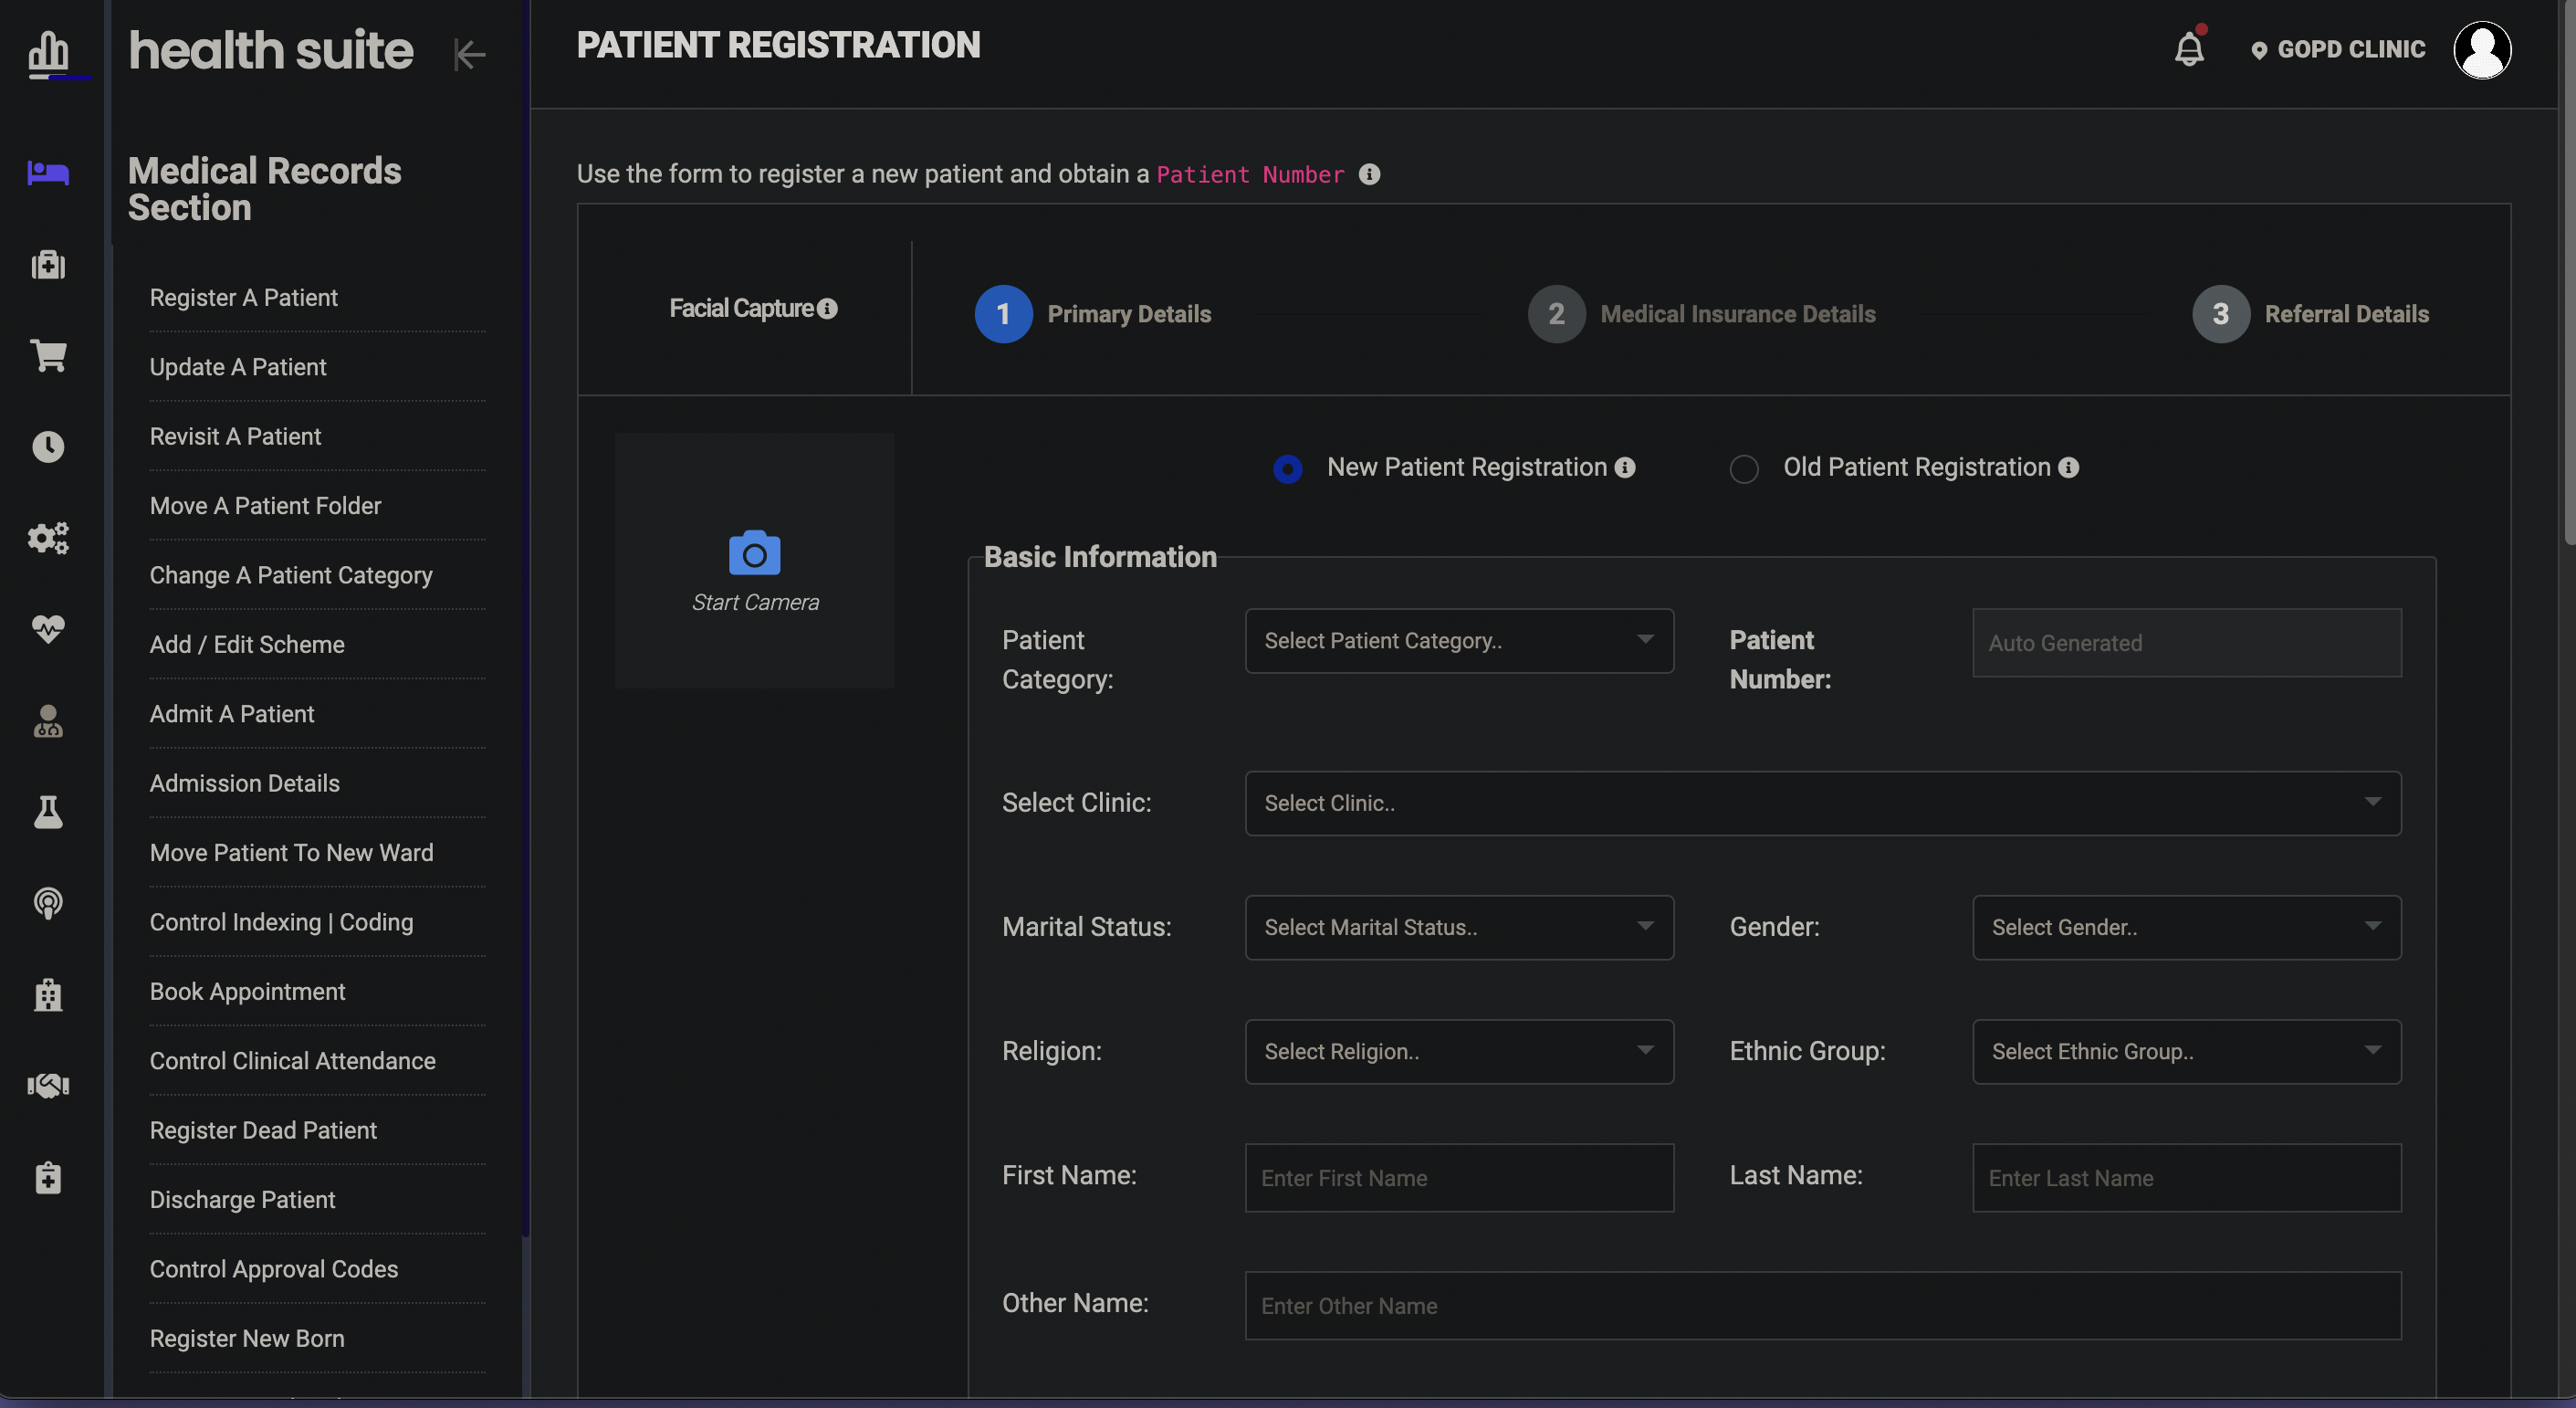 health suite
PATIENT REGISTRATION
GOPD CLINIC
Medical Records
Section
Register A Patient
Update A Patient
Revisit A Patient
Move A Patient Folder
Change A Patient Category
Add / Edit Scheme
Admit A Patient
Admission Details
Move Patient To New Ward
Control Indexing | Coding
Book Appointment
Control Clinical Attendance
Register Dead Patient
Discharge Patient
Control Approval Codes
Register New Born
Use the form to register a new patient and obtain a Patient Number
Facial Capture
1 Primary Details
2 Medical Insurance Details
3 Referral Details
Start Camera
New Patient Registration
Old Patient Registration
Basic Information
Patient
Category:
Select Patient Category..
Patient
Number:
Auto Generated
Select Clinic:
Select Clinic..
Marital Status:
Select Marital Status..
Gender:
Select Gender..
Religion:
Select Religion..
Ethnic Group:
Select Ethnic Group..
First Name:
Enter First Name
Last Name:
Enter Last Name
Other Name:
Enter Other Name